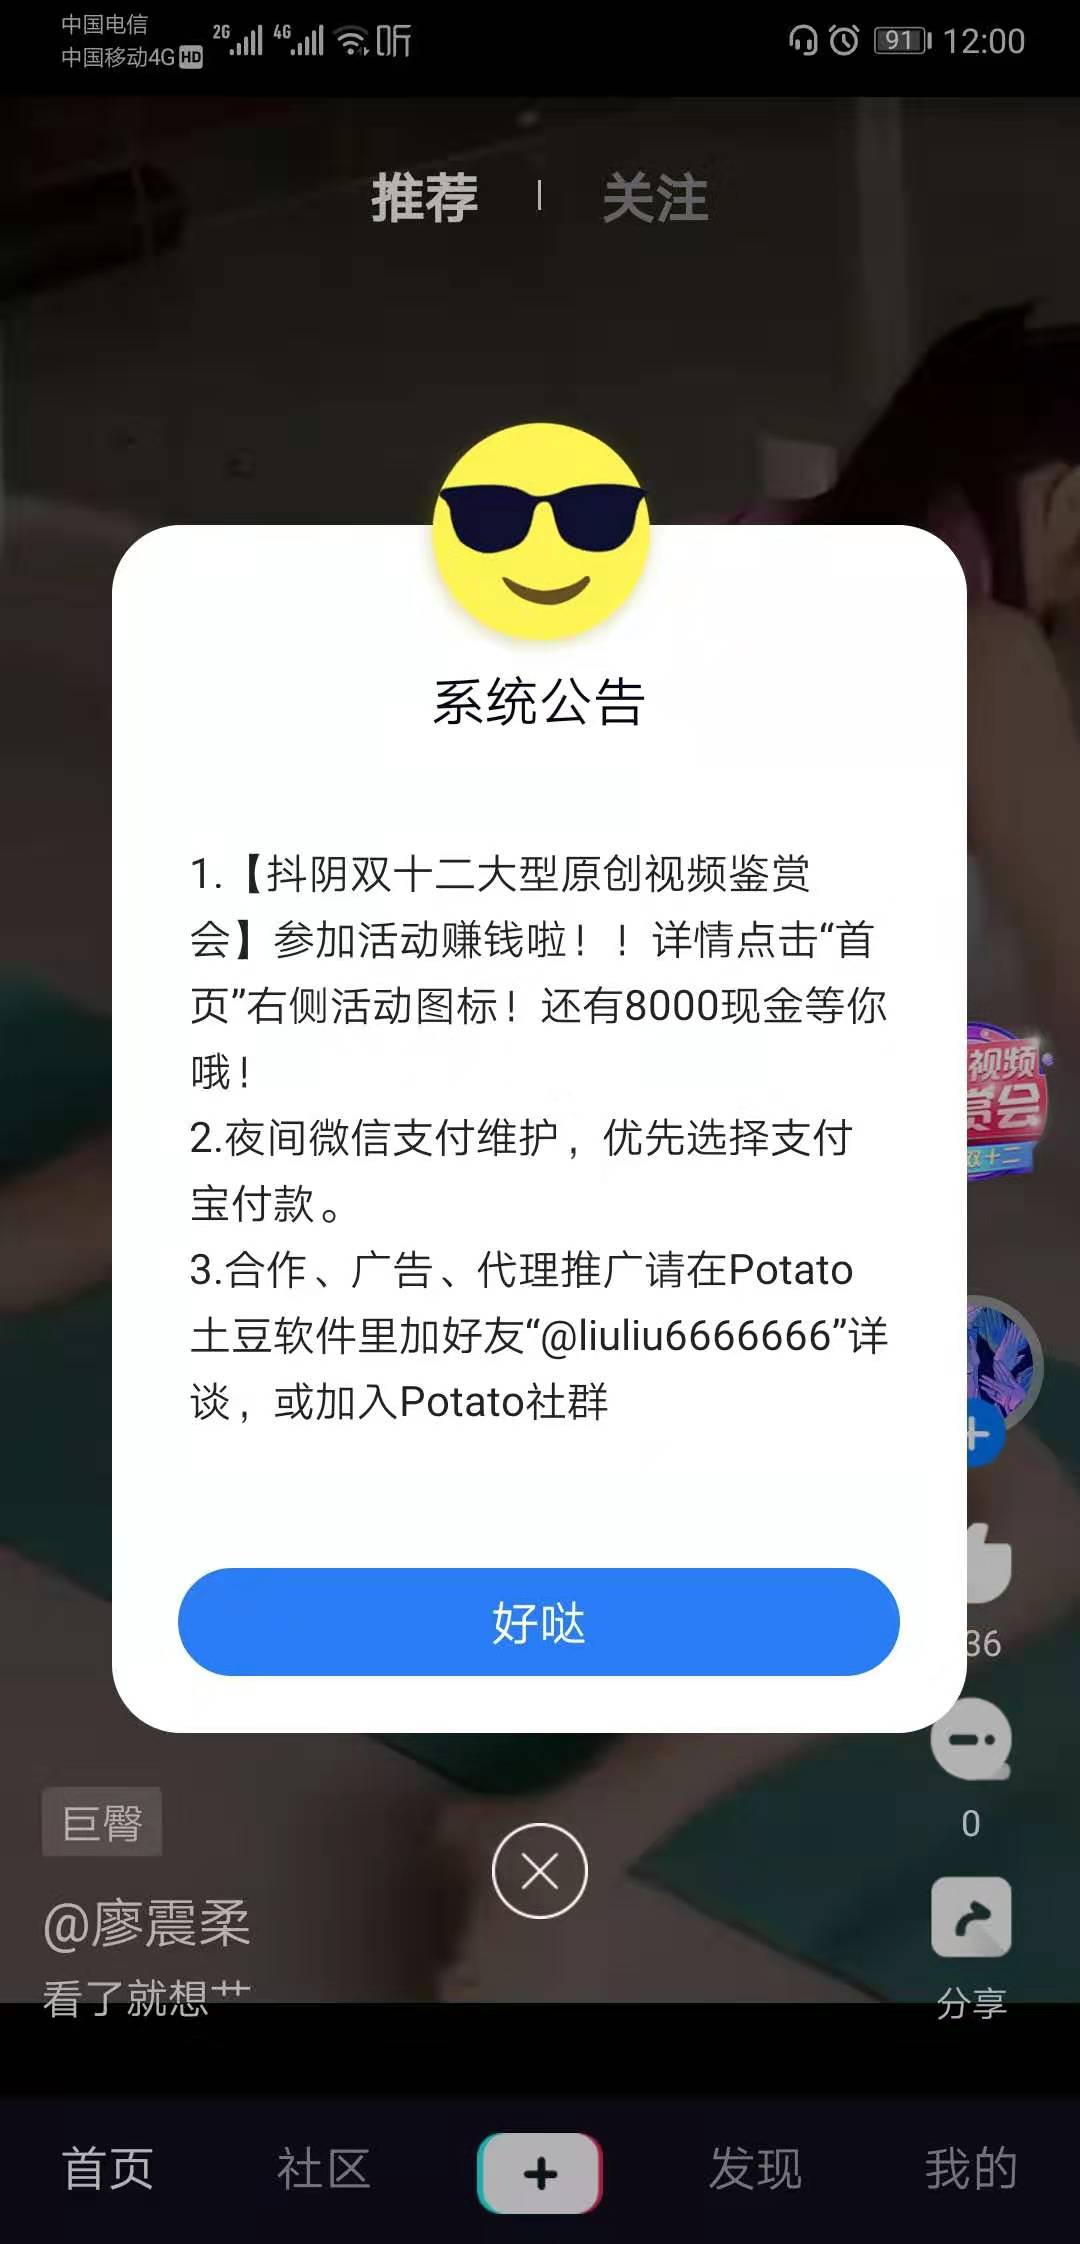 中国电信
中国移动4G HD
2G
4G
听
91
12:00
推荐
关注
系统公告
1.【抖阴双十二大型原创视频鉴赏
会】参加活动赚钱啦！！详情点击“首
页”右侧活动图标！还有8000现金等你
哦！
2.夜间微信支付维护，优先选择支付
宝付款。
3.合作、广告、代理推广请在Potato
土豆软件里加好友“@liuliu6666666”详
谈，或加入Potato社群
好哒
视频
赏会
双十二
36
0
分享
巨臀
@廖震柔
看了就想艹
首页
社区
发现
我的